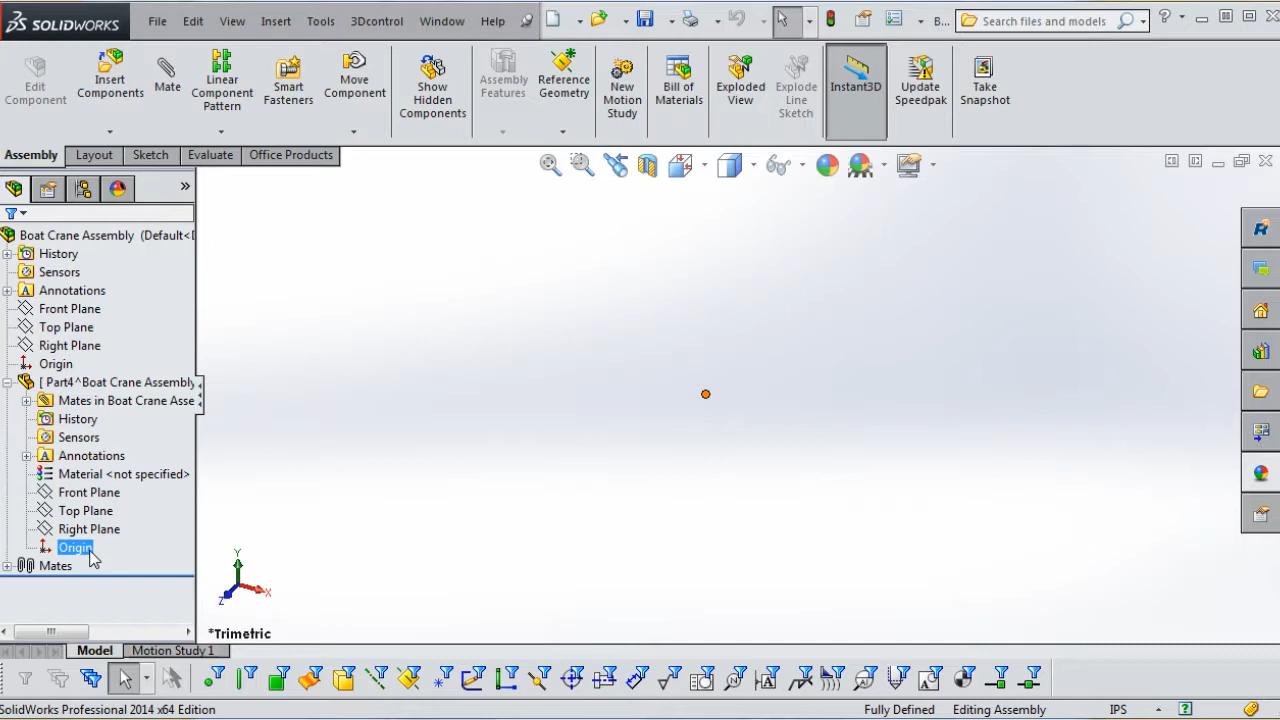 SOLIDWORKS File Edit View Insert Tools 3Dcontrol Window Help B... Search files and models
Edit Component
Insert Components
Mate
Linear Component Pattern
Smart Fasteners
Move Component
Show Hidden Components
Assembly Features
Reference Geometry
New Motion Study
Bill of Materials
Exploded View
Explode Line Sketch
Instant3D
Update Speedpak
Take Snapshot
Assembly Layout Sketch Evaluate Office Products
Boat Crane Assembly (Default<
History
Sensors
A Annotations
Front Plane
Top Plane
Right Plane
Origin
[ Part4^Boat Crane Assembly
Mates in Boat Crane Asse
History
Sensors
A Annotations
Material <not specified>
Front Plane
Top Plane
Right Plane
Origin
Mates
Y
X
Z
*Trimetric
Model Motion Study 1
SolidWorks Professional 2014 x64 Edition Fully Defined Editing Assembly IPS